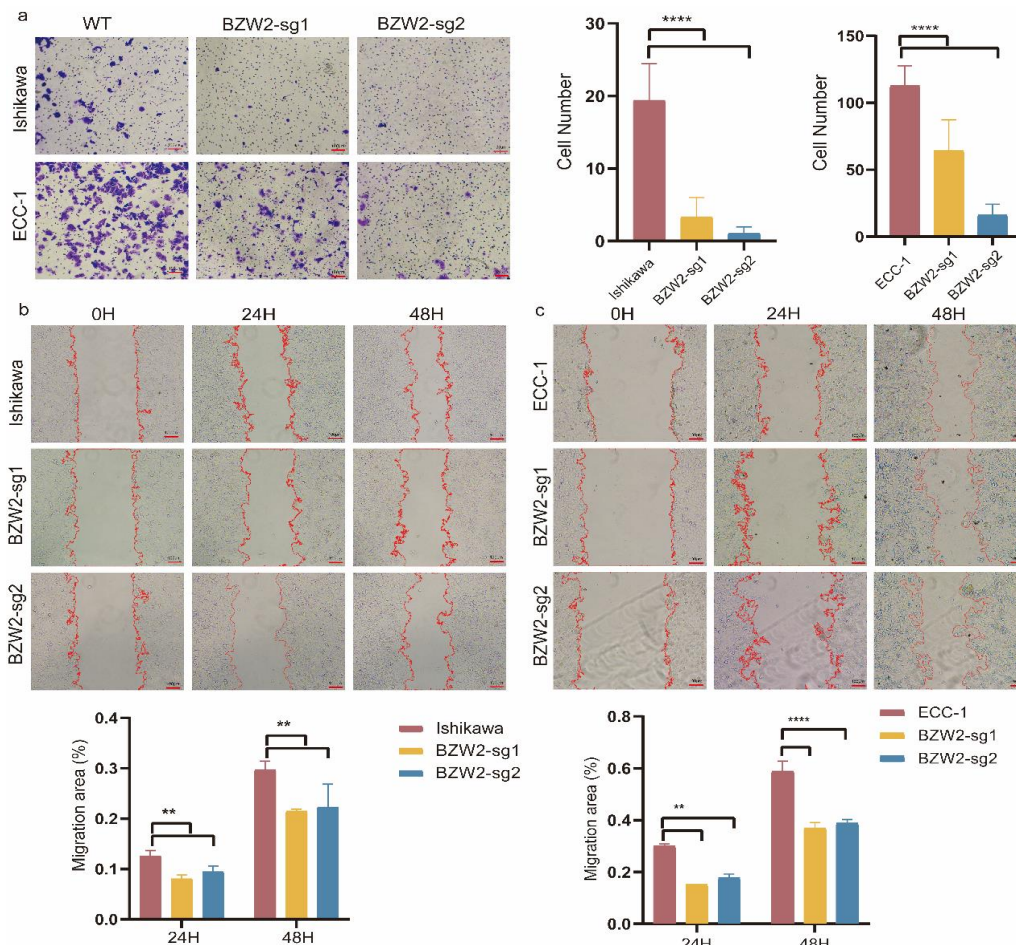 a
WT BZW2-sg1 BZW2-sg2
Ishikawa
ECC-1
****
Cell Number
30
20
10
0
Ishikawa BZW2-sg1 BZW2-sg2
****
Cell Number
150
100
50
0
ECC-1 BZW2-sg1 BZW2-sg2
b
0H 24H 48H
Ishikawa
BZW2-sg1
BZW2-sg2
c
0H 24H 48H
ECC-1
BZW2-sg1
BZW2-sg2
Migration area (%)
0.4
0.3
0.2
0.1
0.0
** **
24H 48H
Ishikawa
BZW2-sg1
BZW2-sg2
Migration area (%)
0.8
0.6
0.4
0.2
0.0
** ****
24H 48H
ECC-1
BZW2-sg1
BZW2-sg2